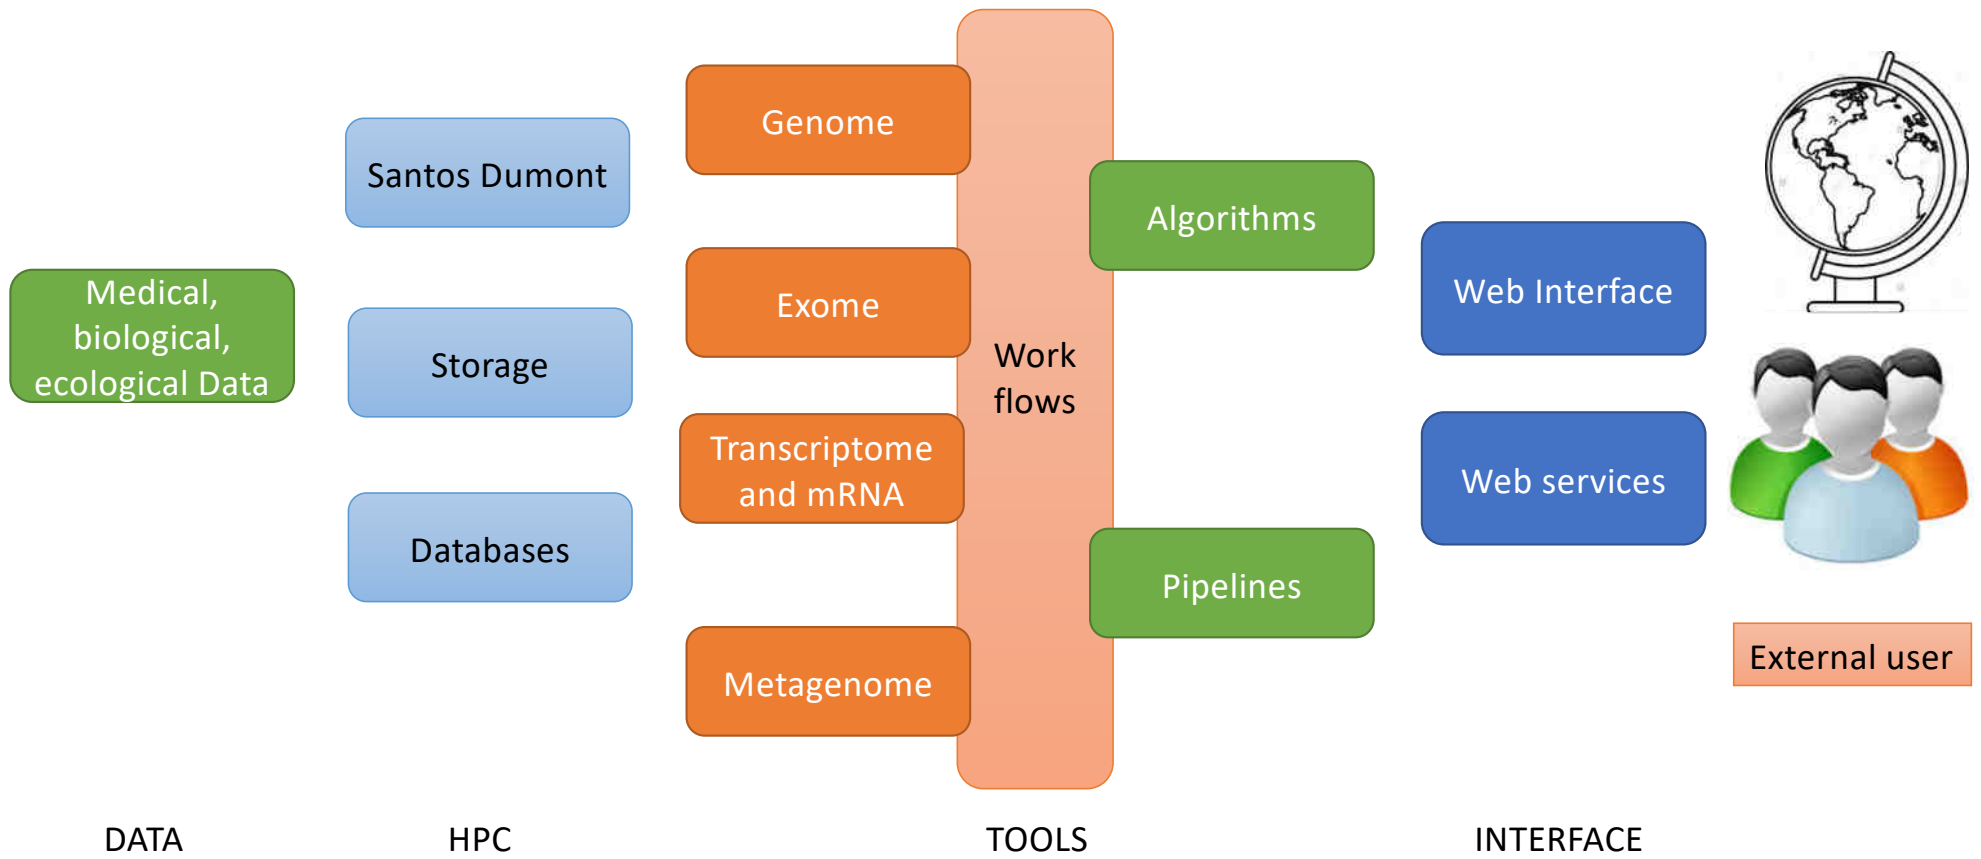 Medical,
biological,
ecological Data
Santos Dumont
Storage
Databases
Genome
Exome
Transcriptome
and mRNA
Metagenome
Work
flows
Algorithms
Pipelines
Web Interface
Web services
External user
DATA
HPC
TOOLS
INTERFACE